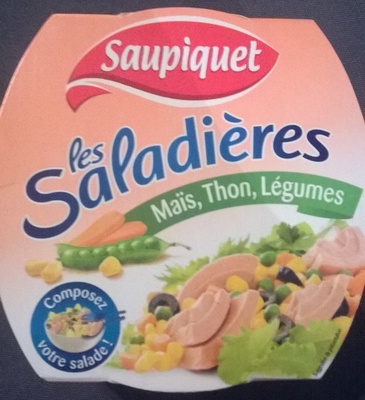 Saupiquet
les
Saladières
Maïs, Thon, Légumes
Composez
votre salade !